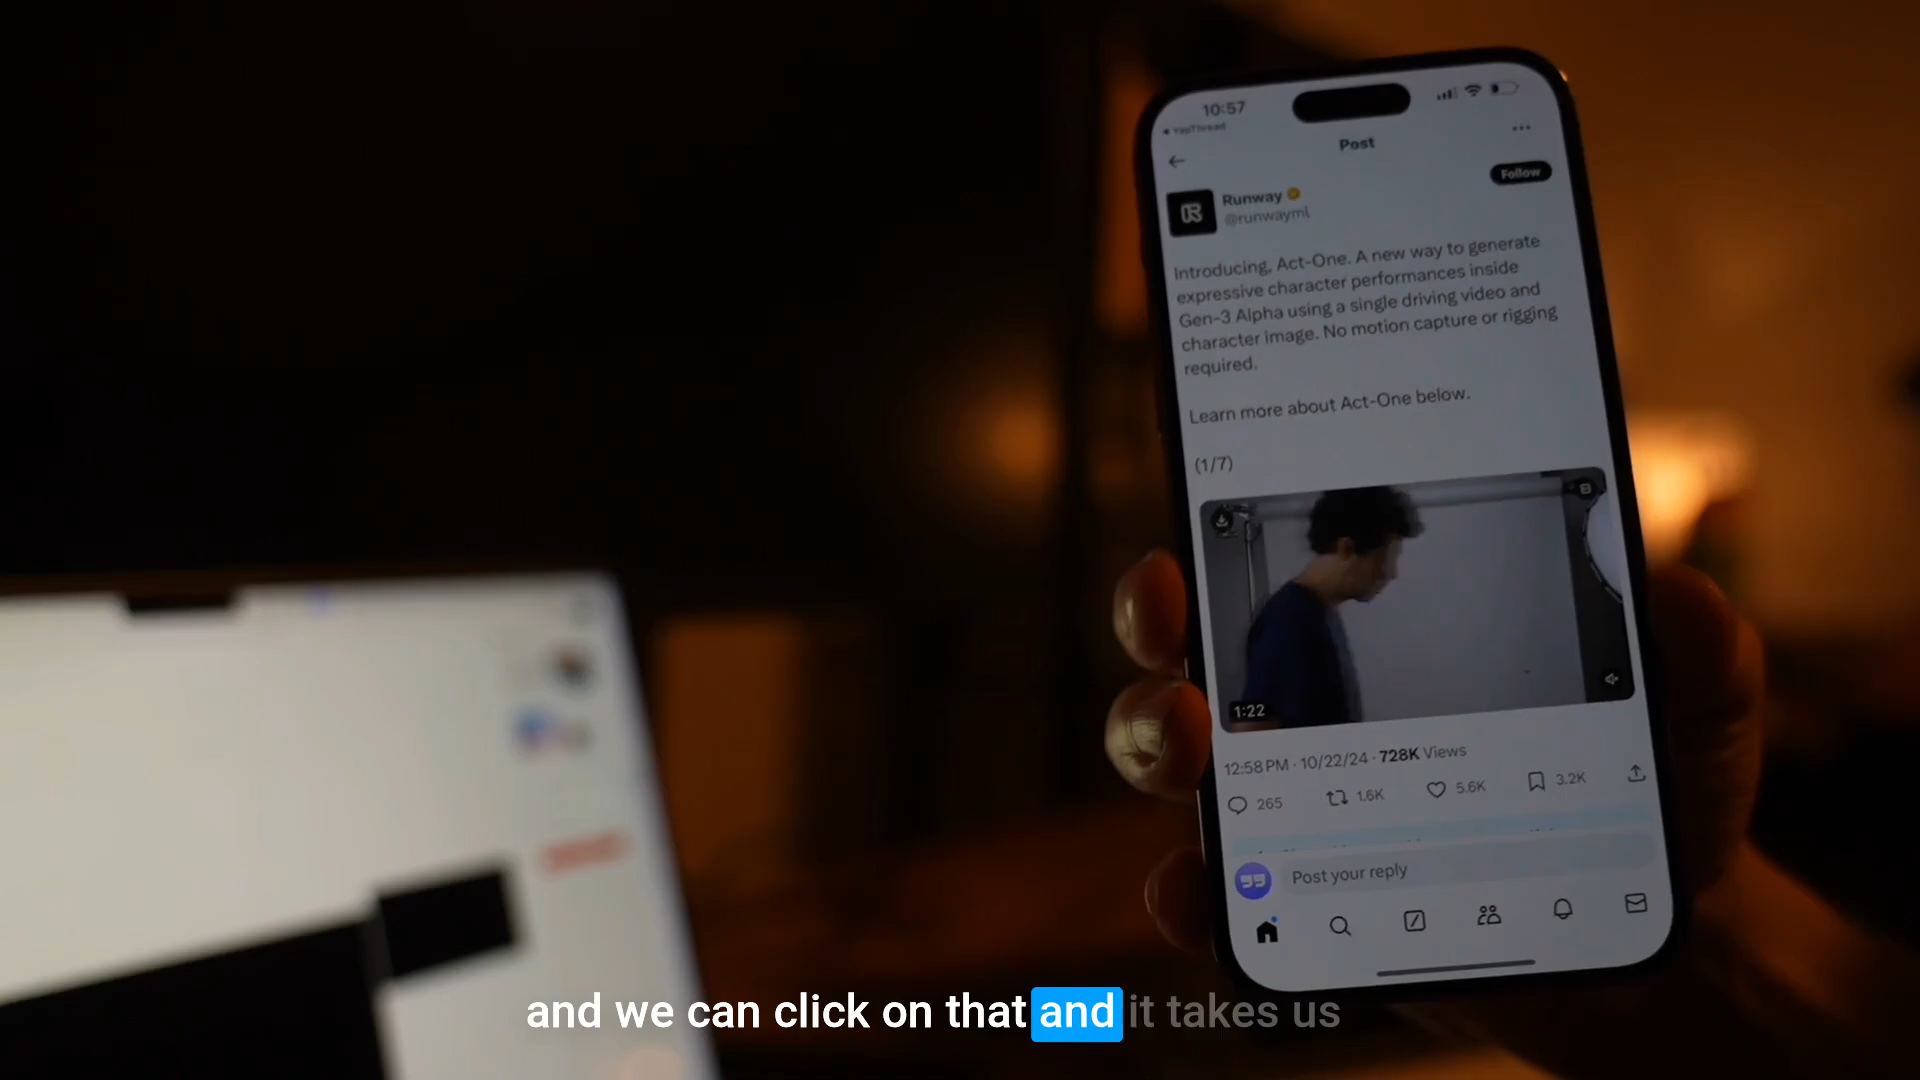 10:57
YapThread
Post
Follow
Runway
@runwayml
Introducing, Act-One. A new way to generate
expressive character performances inside
Gen-3 Alpha using a single driving video and
character image. No motion capture or rigging
required.
Learn more about Act-One below.
(1/7)
1:22
12:58 PM · 10/22/24 · 728K Views
265 1.6K 5.6K 3.2K
Post your reply
and we can click on that and it takes us